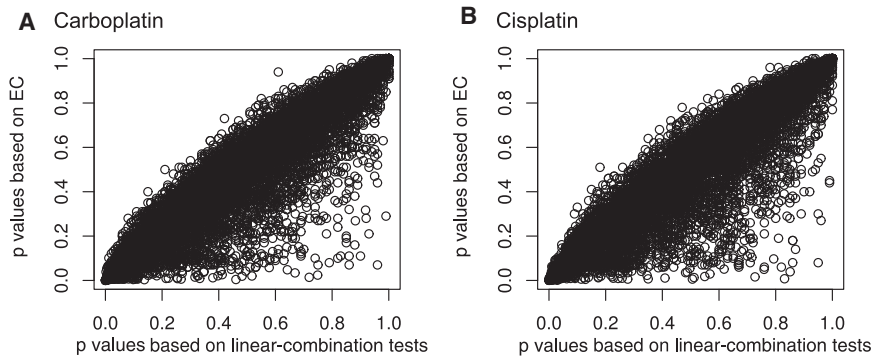 A Carboplatin
p values based on EC
1.0
0.8
0.6
0.4
0.2
0.0
0.0 0.2 0.4 0.6 0.8 1.0
p values based on linear-combination tests
B Cisplatin
p values based on EC
1.0
0.8
0.6
0.4
0.2
0.0
0.0 0.2 0.4 0.6 0.8 1.0
p values based on linear-combination tests